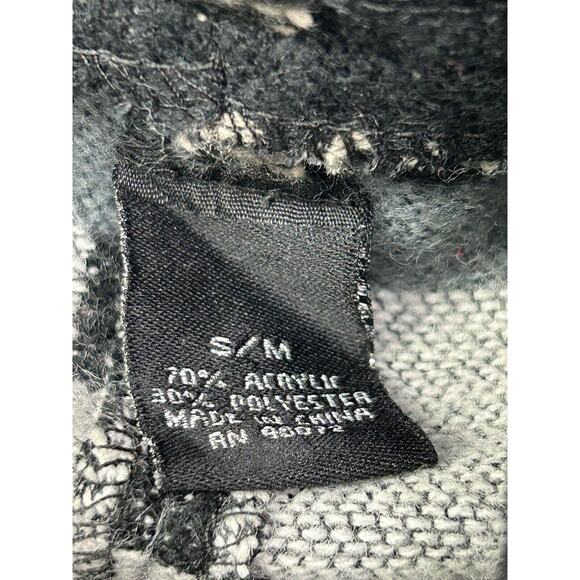 S/M
70% ACRYLIC
30% POLYESTER
MADE IN CHINA
RN